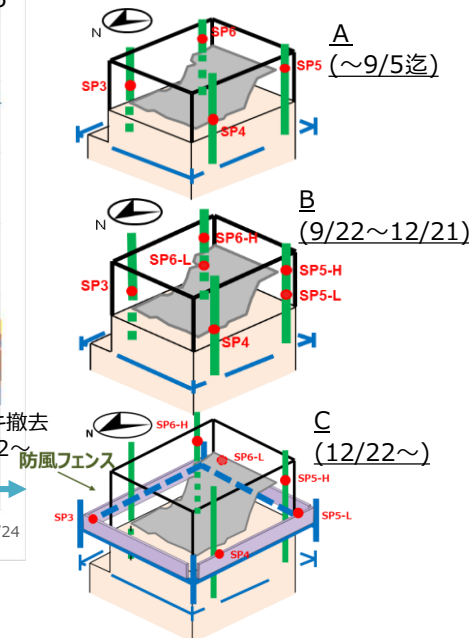 N
SP6
SP5
SP3
SP4
A
(～9/5迄)
N
SP6-H
SP6-L
SP5-H
SP5-L
SP3
SP4
B
(9/22～12/21)
撤去
2～
/24
N
防風フェンス
SP6-H
SP6-L
SP5-H
SP5-L
SP3
SP4
C
(12/22～)